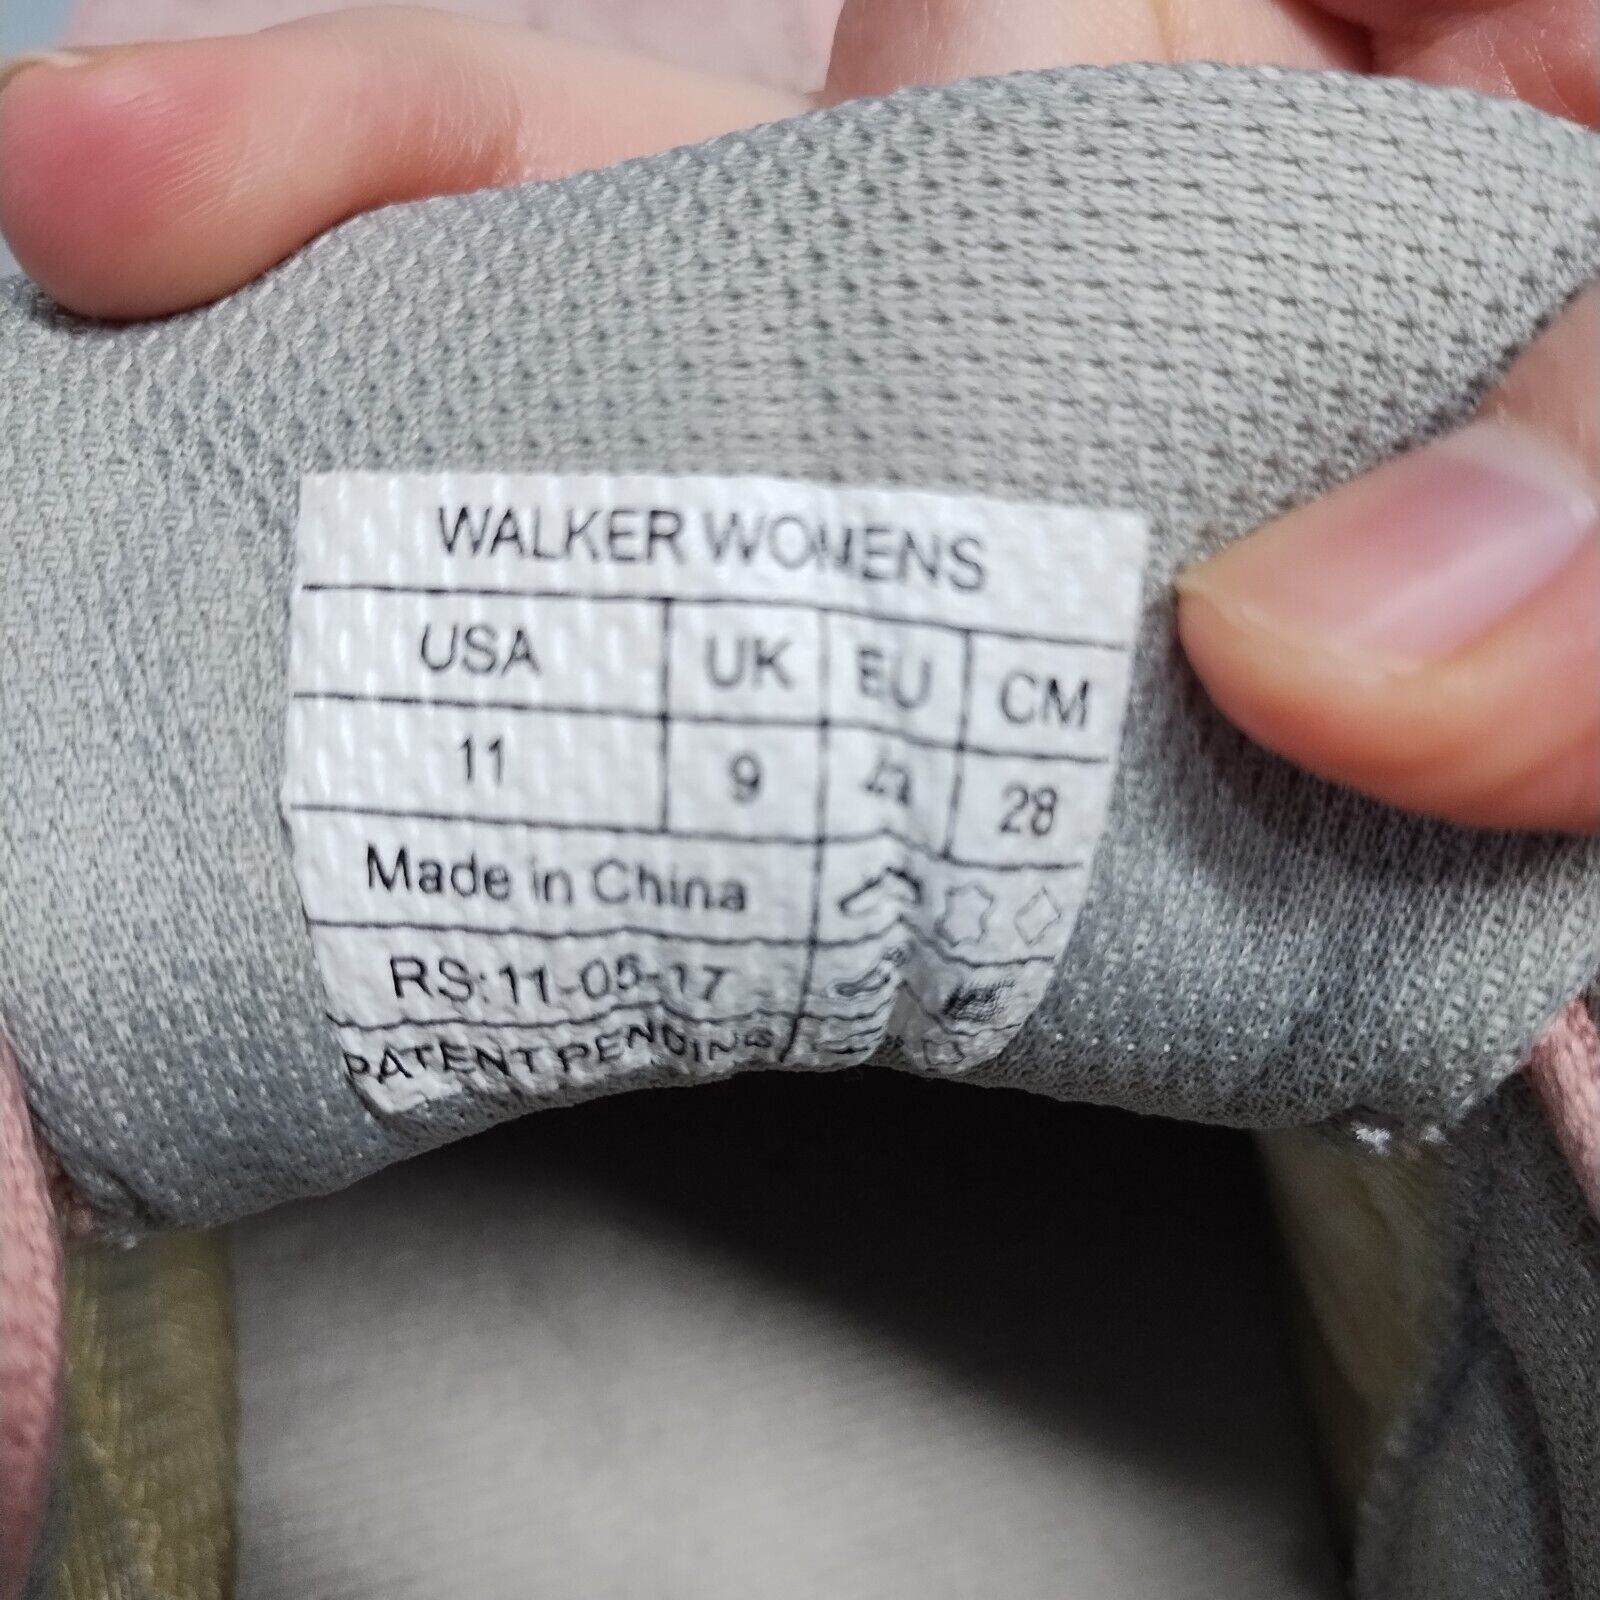 WALKER WOMENS
USA UK EU CM
11 9 28
Made in China
RS:11-05-17
PATENT PENDING